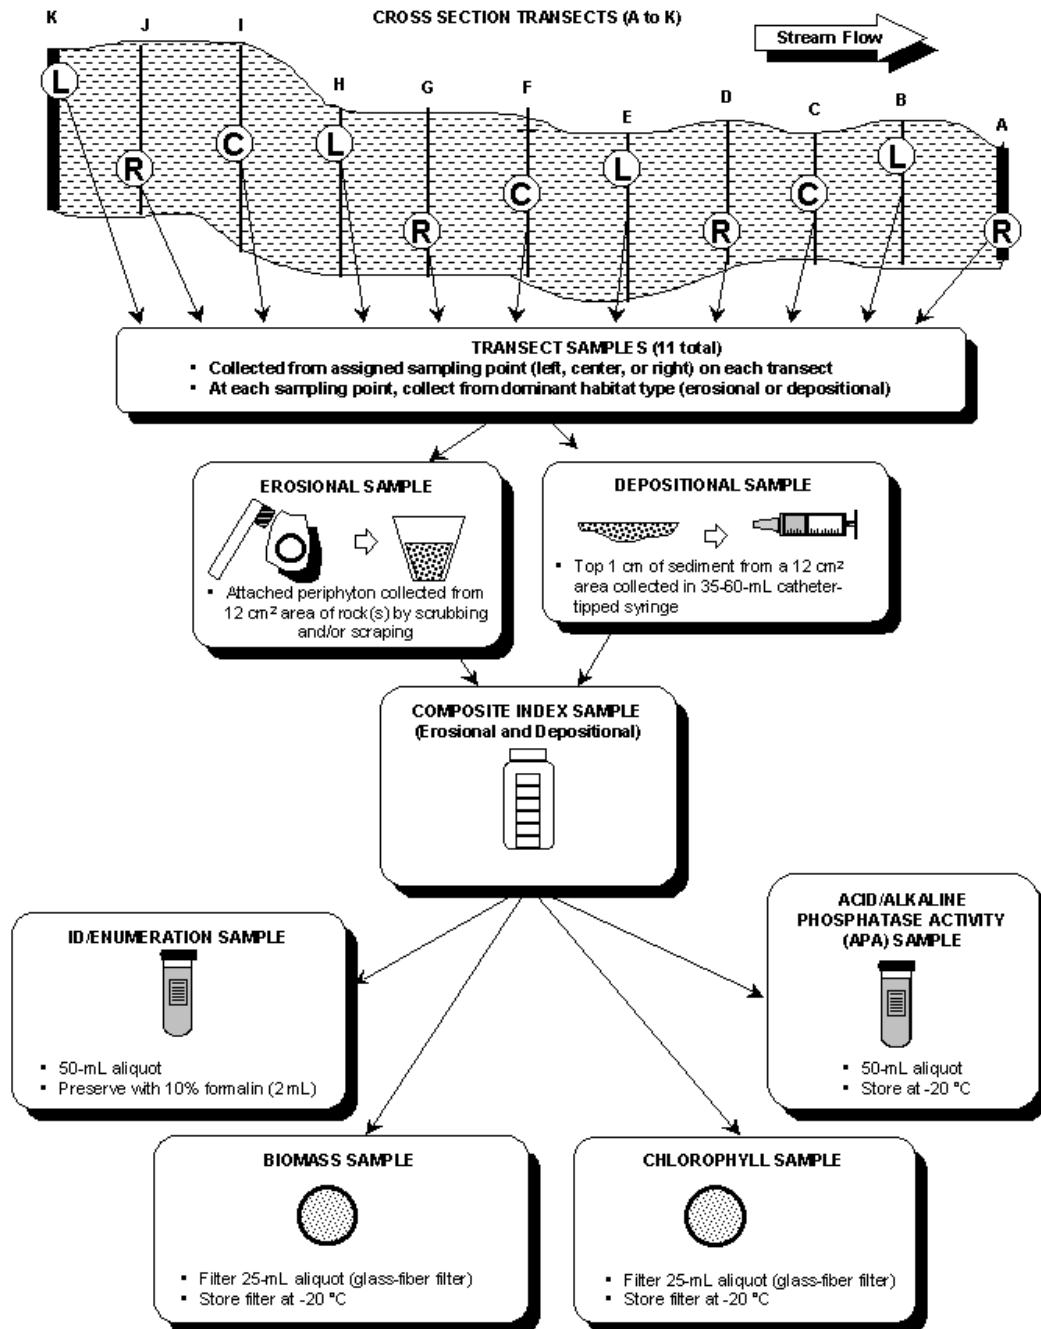 CROSS SECTION TRANSECTS (A to K)
Stream Flow
K
J
I
H
G
F
E
D
C
B
A
L
R
C
L
R
C
L
R
C
L
R
TRANSECT SAMPLES (11 total)
▪ Collected from assigned sampling point (left, center, or right) on each transect
▪ At each sampling point, collect from dominant habitat type (erosional or depositional)
EROSIONAL SAMPLE
▪ Attached periphyton collected from
12 cm² area of rock(s) by scrubbing
and/or scraping
DEPOSITIONAL SAMPLE
▪ Top 1 cm of sediment from a 12 cm²
area collected in 35-60-mL catheter-
tipped syringe
COMPOSITE INDEX SAMPLE
(Erosional and Depositional)
ID/ENUMERATION SAMPLE
▪ 50-mL aliquot
▪ Preserve with 10% formalin (2 mL)
ACID/ALKALINE
PHOSPHATASE ACTIVITY
(APA) SAMPLE
▪ 50-mL aliquot
▪ Store at -20 °C
BIOMASS SAMPLE
▪ Filter 25-mL aliquot (glass-fiber filter)
▪ Store filter at -20 °C
CHLOROPHYLL SAMPLE
▪ Filter 25-mL aliquot (glass-fiber filter)
▪ Store filter at -20 °C